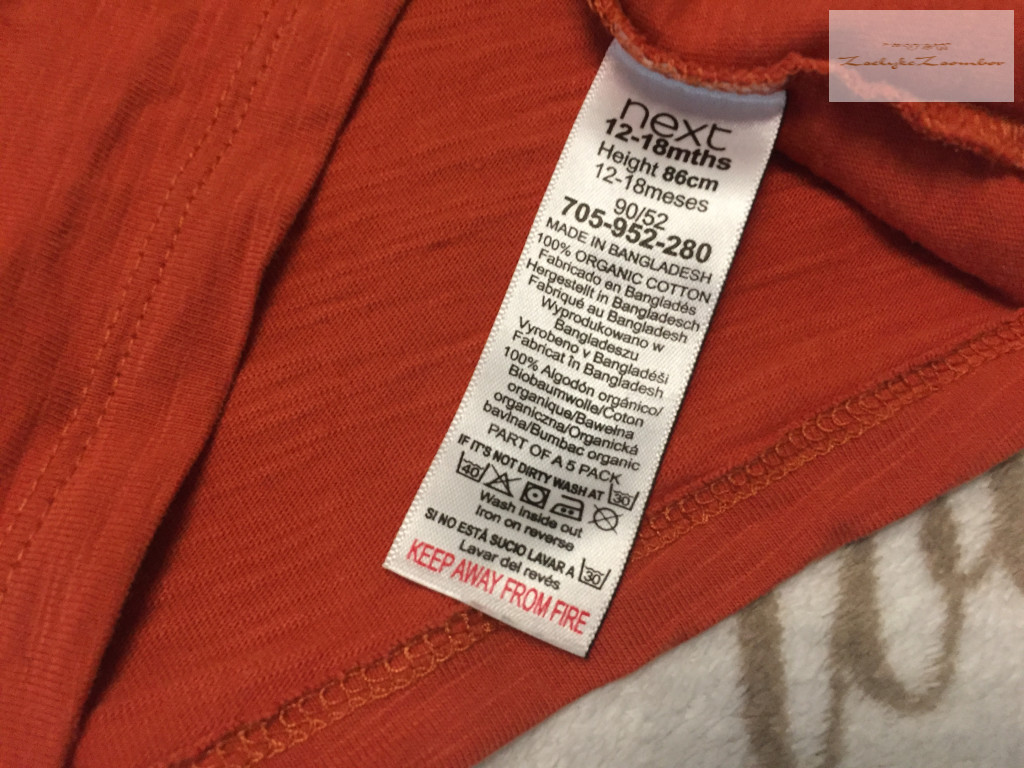 next
12-18mths
Height 86cm
12-18meses
90/52
705-952-280
MADE IN BANGLADESH
100% ORGANIC COTTON
Fabricado en Bangladés
Hergestellt in Bangladesch
Fabriqué au Bangladesh
Wyprodukowano w
Bangladeszu
Vyrobeno v Bangladéši
Fabricat în Bangladesh
100% Algodón orgánico/
Biobaumwolle/Coton
organique/Bawełna
organiczna/Organická
bavlna/Bumbac organic
PART OF A 5 PACK
IF IT'S NOT DIRTY WASH AT 30
40
Wash inside out
Iron on reverse
SI NO ESTÁ SUCIO LAVAR A 30
Lavar del revés
KEEP AWAY FROM FIRE